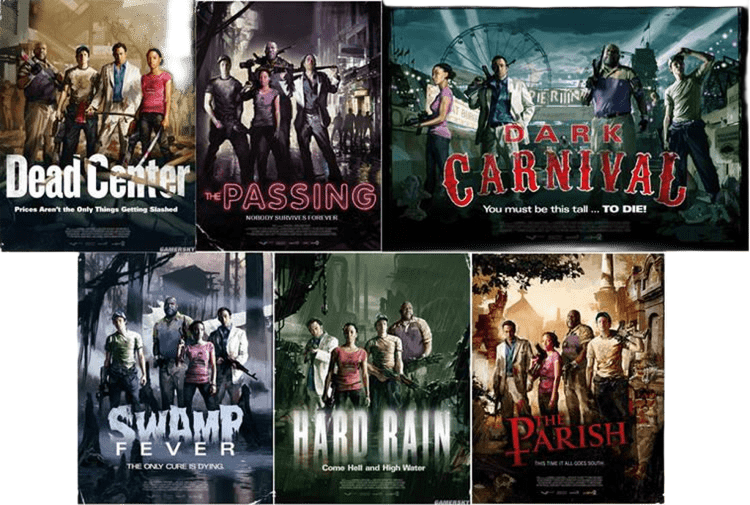 Dead Center
Prices Aren't the Only Things Getting Slashed
GAMERSKY
THE PASSING
NOBODY SURVIVES FOREVER
DARK
CARNIVAL
You must be this tall ... TO DIE!
SWAMP
FEVER
THE ONLY CURE IS DYING.
HARD RAIN
Come Hell and High Water
GAMERSKY
THE
PARISH
THIS TIME IT ALL GOES SOUTH.